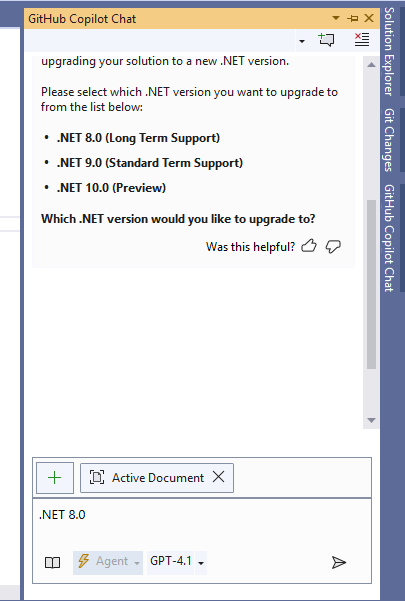 GitHub Copilot Chat
upgrading your solution to a new .NET version.
Please select which .NET version you want to upgrade to
from the list below:
• .NET 8.0 (Long Term Support)
• .NET 9.0 (Standard Term Support)
• .NET 10.0 (Preview)
Which .NET version would you like to upgrade to?
Was this helpful?
Active Document
.NET 8.0
Agent
GPT-4.1
Solution Explorer
Git Changes
GitHub Copilot Chat